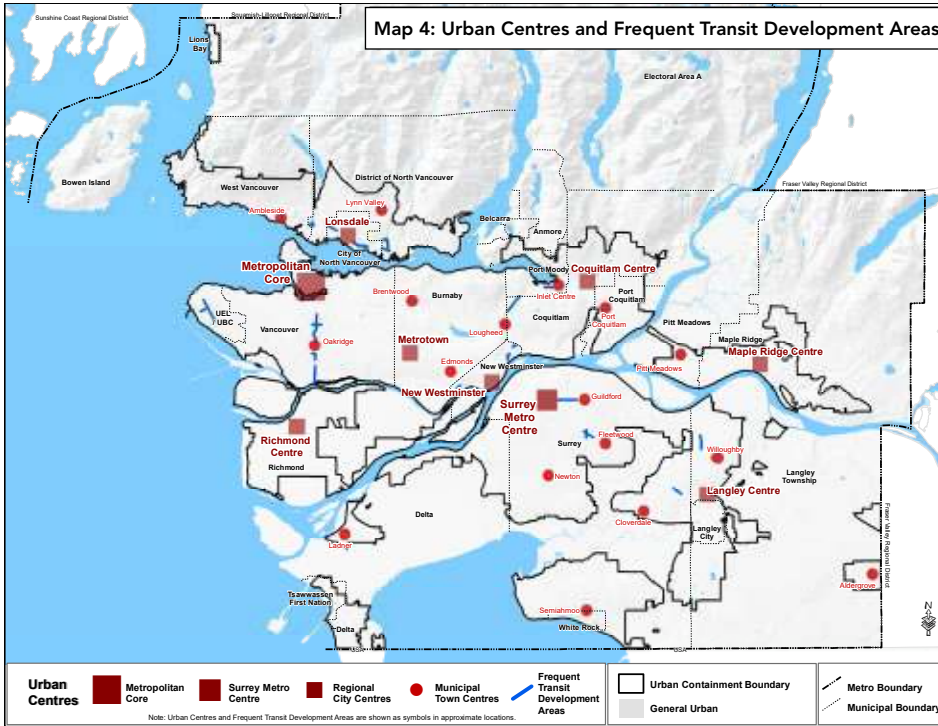 Map 4: Urban Centres and Frequent Transit Development Areas
Sunshine Coast Regional District
Squamish-Lillooet Regional District
Lions
Bay
Electoral Area A
Bowen Island
Fraser Valley Regional District
West Vancouver
District of North Vancouver
Ambleside
Lynn Valley
Lonsdale
City of
North Vancouver
Belcarra
Anmore
Metropolitan
Core
Port Moody
Inlet Centre
Coquitlam Centre
Port
Coquitlam
Port
Coquitlam
Coquitlam
Brentwood
Burnaby
UEL
UBC
Vancouver
Oakridge
Lougheed
Metrotown
Edmonds
New Westminster
New Westminster
Pitt Meadows
Pitt Meadows
Maple Ridge
Maple Ridge Centre
Surrey
Metro
Centre
Guildford
Richmond
Centre
Richmond
Surrey
Fleetwood
Newton
Willoughby
Langley
Township
Langley Centre
Cloverdale
Langley
City
Delta
Ladner
Fraser Valley Regional District
Aldergrove
Tsawwassen
First Nation
Delta
Semiahmoo
White Rock
USA
USA
N
Urban
Centres
Metropolitan
Core
Surrey Metro
Centre
Regional
City Centres
Municipal
Town Centres
Frequent
Transit
Development
Areas
Urban Containment Boundary
General Urban
Metro Boundary
Municipal Boundary
Note: Urban Centres and Frequent Transit Development Areas are shown as symbols in approximate locations.